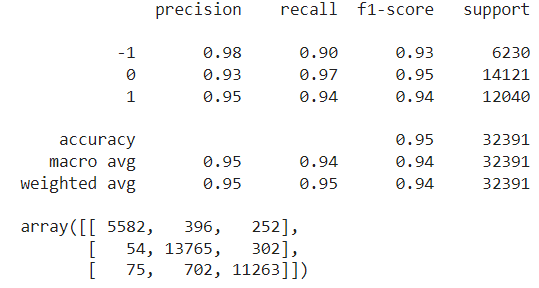 precision recall f1-score support
-1 0.98 0.90 0.93 6230
0 0.93 0.97 0.95 14121
1 0.95 0.94 0.94 12040
accuracy 0.95 32391
macro avg 0.95 0.94 0.94 32391
weighted avg 0.95 0.95 0.94 32391
array([[ 5582, 396, 252],
[ 54, 13765, 302],
[ 75, 702, 11263]])